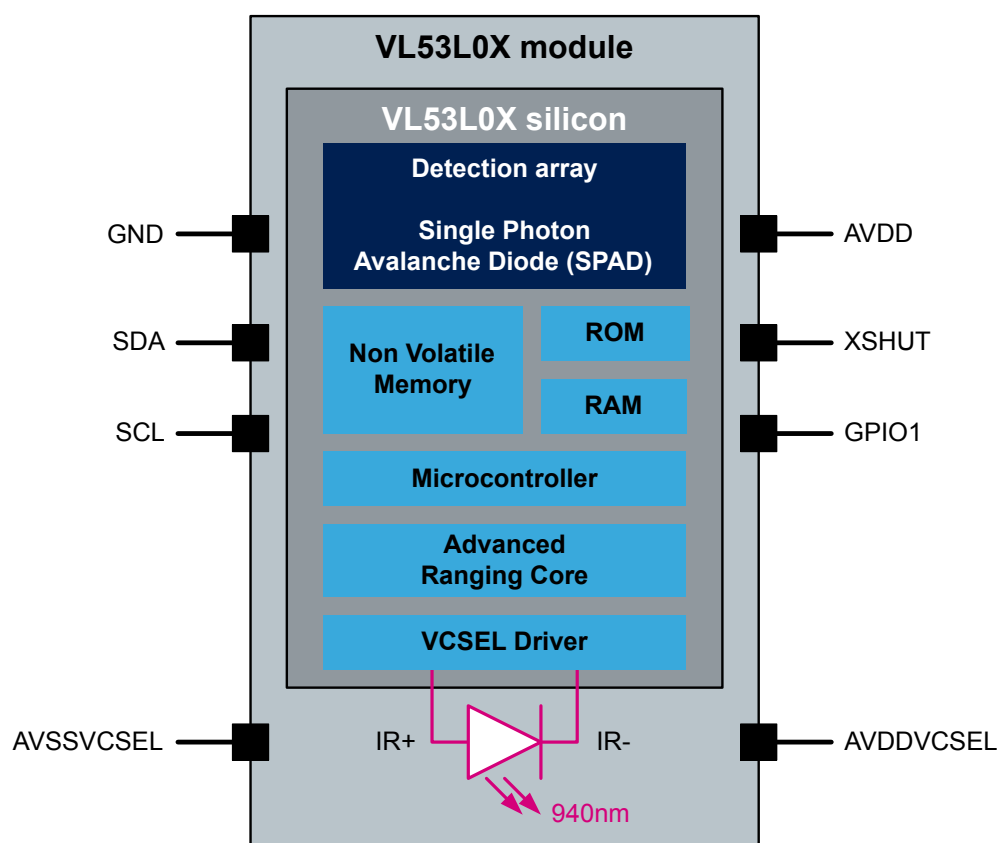 VL53L0X module
VL53L0X silicon
Detection array
Single Photon
Avalanche Diode (SPAD)
GND
AVDD
SDA
Non Volatile
Memory
ROM
XSHUT
RAM
SCL
GPIO1
Microcontroller
Advanced
Ranging Core
VCSEL Driver
AVSSVCSEL
IR+
IR-
AVDDVCSEL
940nm